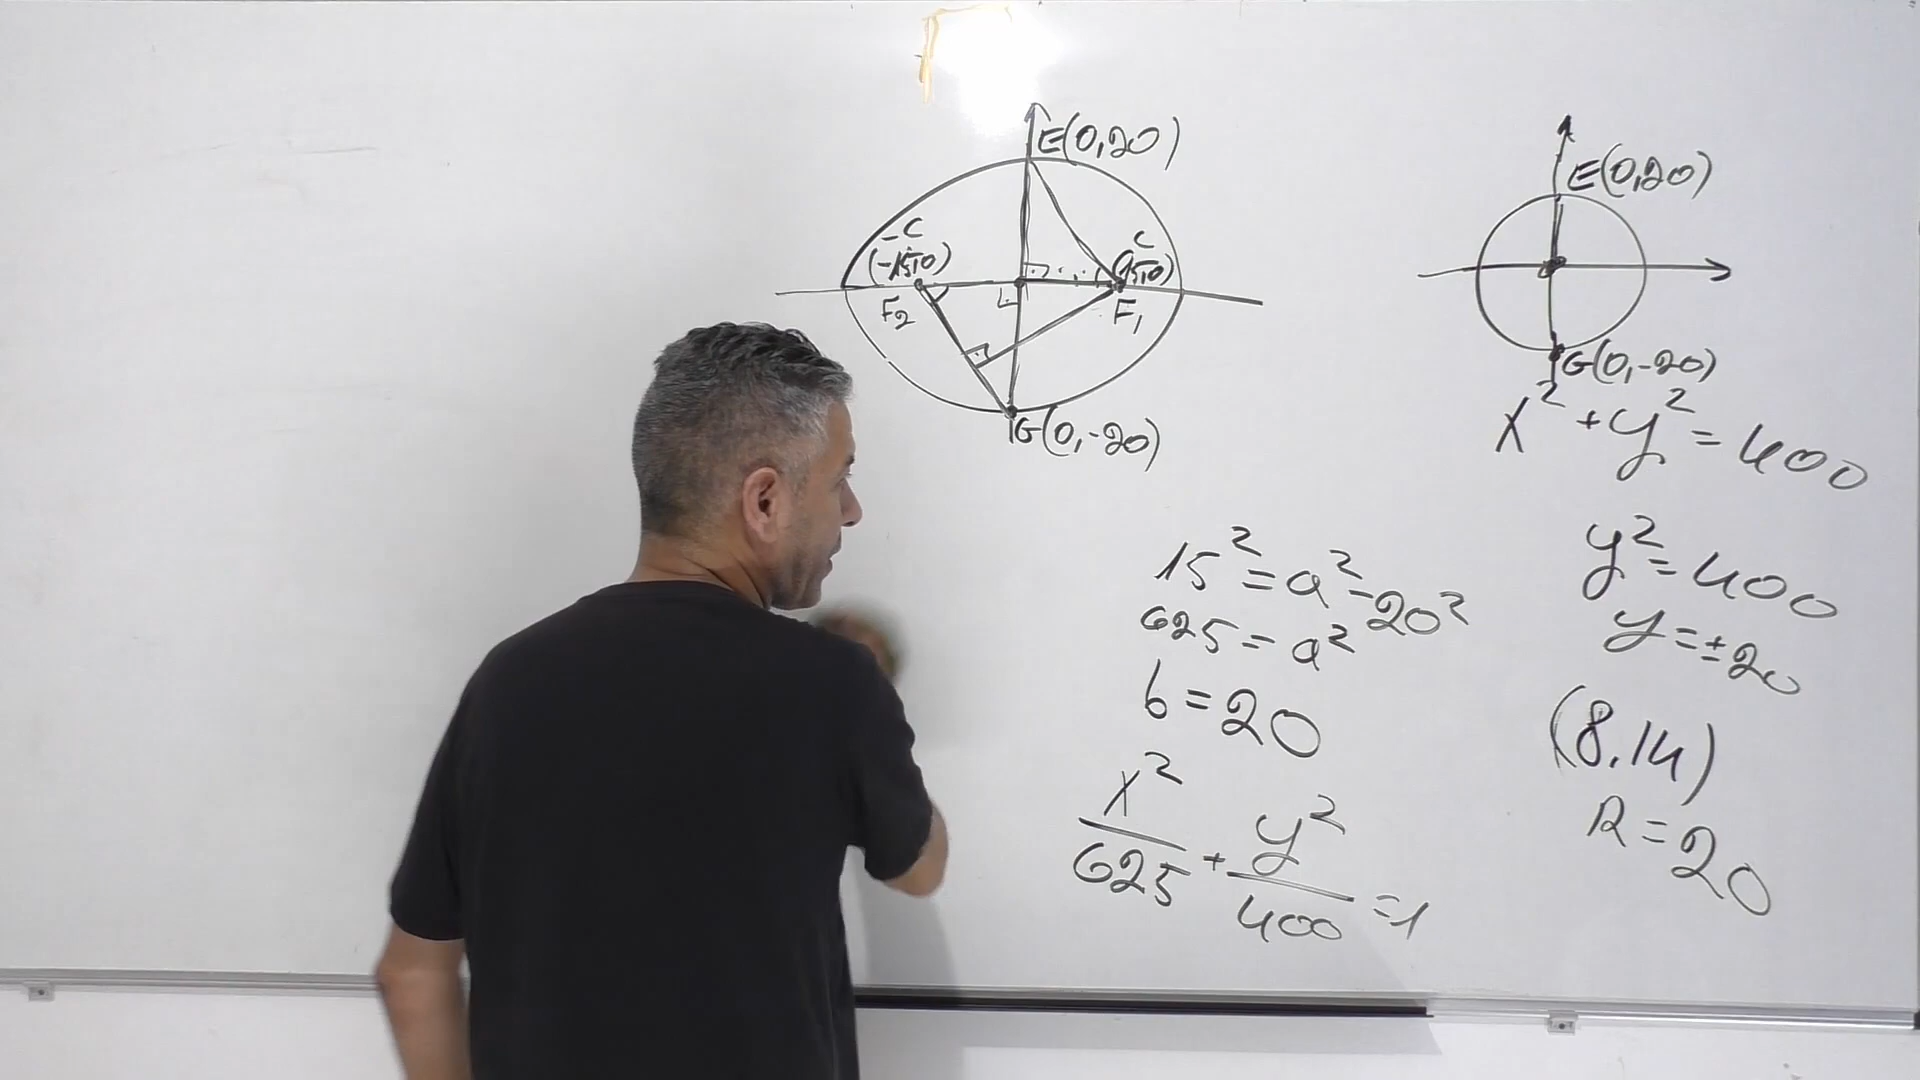 E(0,20)
-C
(-15,0)
C
(15,0)
F₂
F₁
G(0,-20)
15² = a² - 20²
625 = a²
b = 20
x²/625 + y²/400 = 1
E(0,20)
G(0,-20)
x² + y² = 400
y² = 400
y = ±20
(8.14)
R = 20